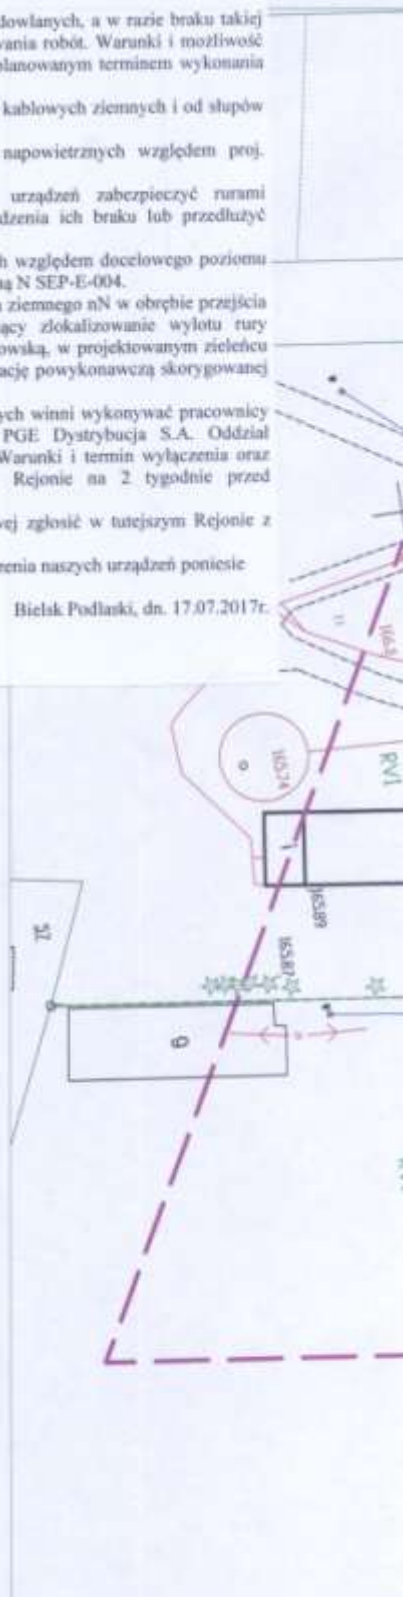 dowlanych, a w razie braku takiej
wania robót. Warunki i możliwość
planowanym terminem wykonania
kablowych ziemnych i od słupów
napowietrznych względem proj.
urządzeń zabezpieczyć rurami
dzenia ich braku lub przedłużyć
h względem docelowego poziomu
ną N SEP-E-004.
a ziemnego nN w obrębie przejścia
ący zlokalizowanie wylotu rury
owską, w projektowanym zieleńcu
ację powykonawczą skorygowanej
ych winni wykonywać pracownicy
PGE Dystrybucja S.A. Oddział
Warunki i termin wyłączenia oraz
Rejonie na 2 tygodnie przed
ej zgłosić w tutejszym Rejonie z
zenia naszych urządzeń poniesie
Bielsk Podlaski, dn. 17.07.2017r.
165.74
RVI
i
165.89
165.87
g